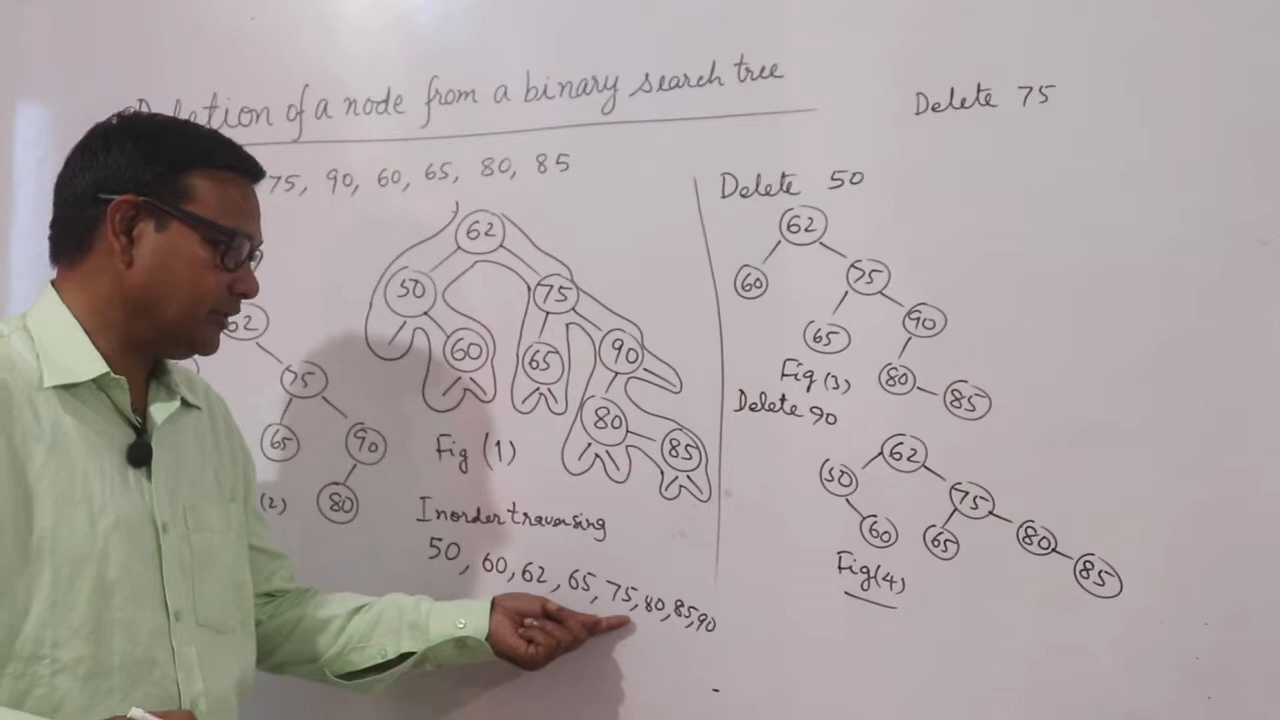 of a node from a binary search tree
75, 90, 60, 65, 80, 85
62
50 75
60 65 90
80
85
Fig (1)
62
75
65 90
80
(2)
Inorder traversing
50, 60, 62, 65, 75, 80, 85, 90
Delete 75
Delete 50
62
60 75
65 90
80 85
Fig (3)
Delete 90
62
50 75
60 65 80
85
Fig(4)